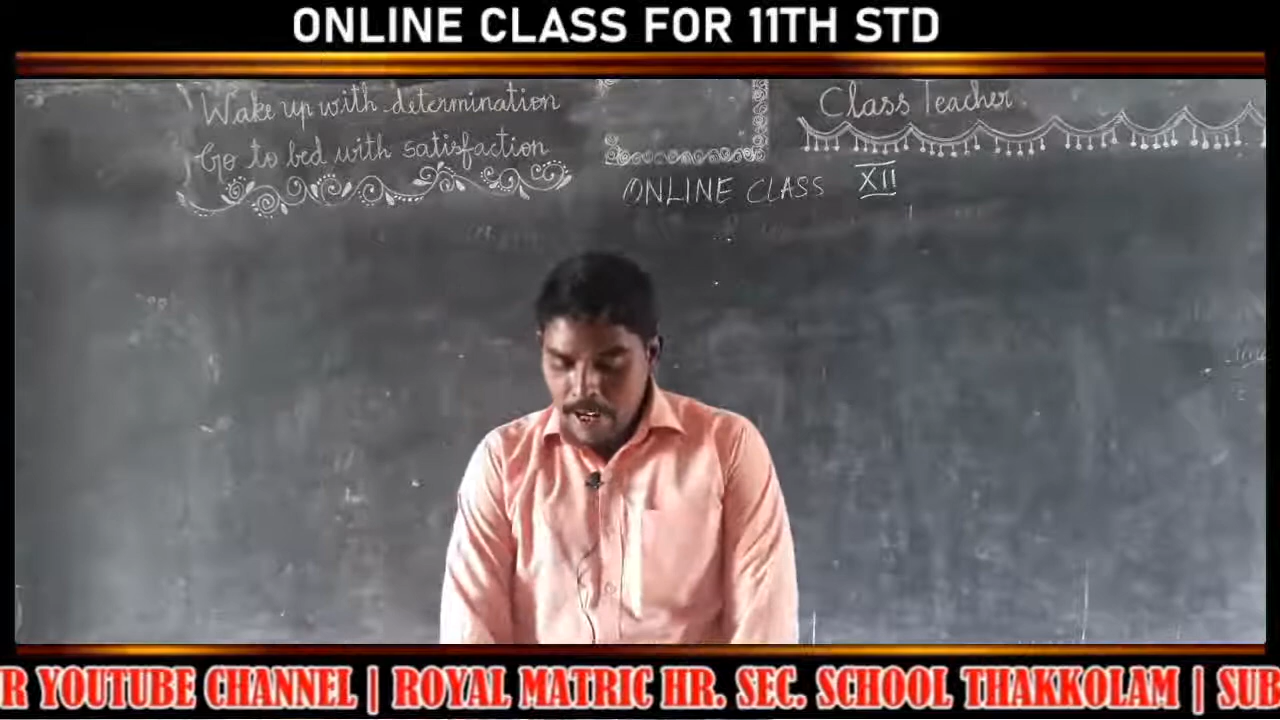 ONLINE CLASS FOR 11TH STD
Wake up with determination
Go to bed with satisfaction
Class Teacher
ONLINE CLASS XII
R YOUTUBE CHANNEL | ROYAL MATRIC HR. SEC. SCHOOL THAKKOLAM | SUB